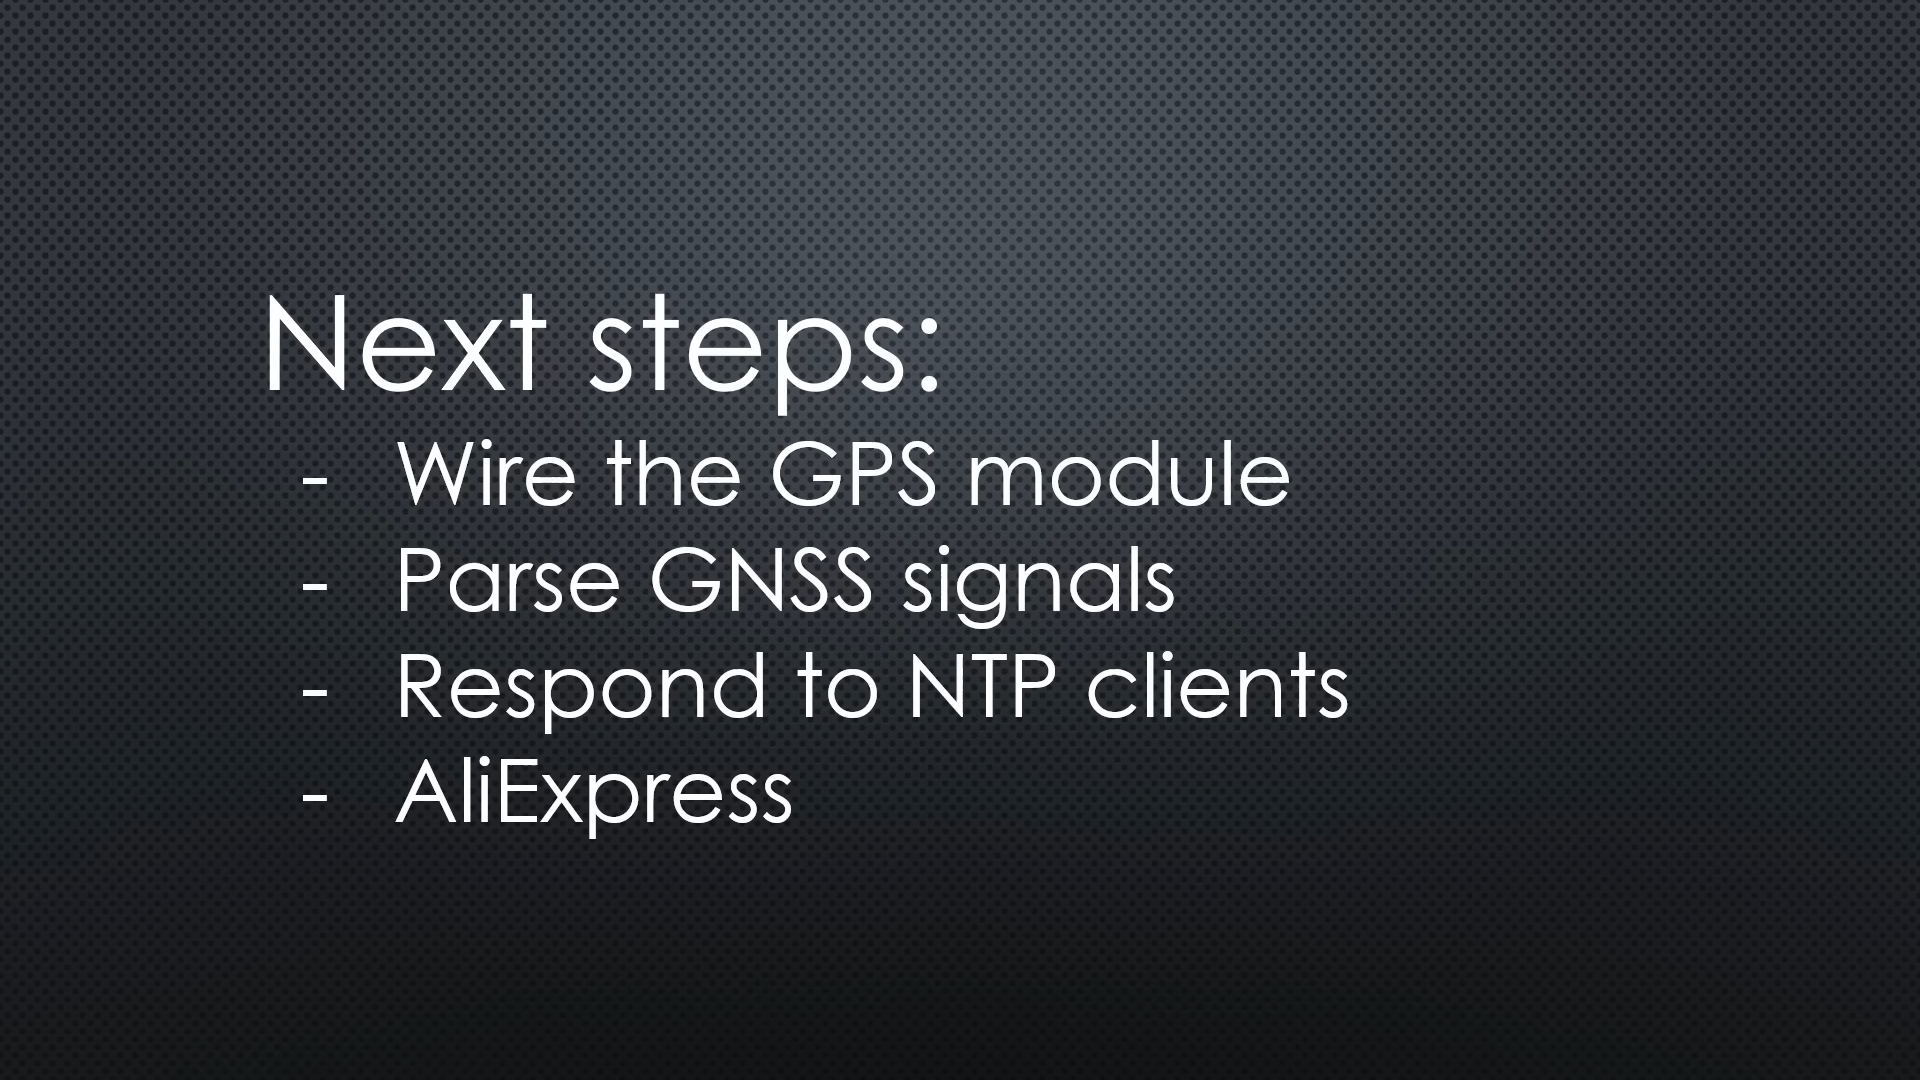 Next steps:
- Wire the GPS module
- Parse GNSS signals
- Respond to NTP clients
- AliExpress